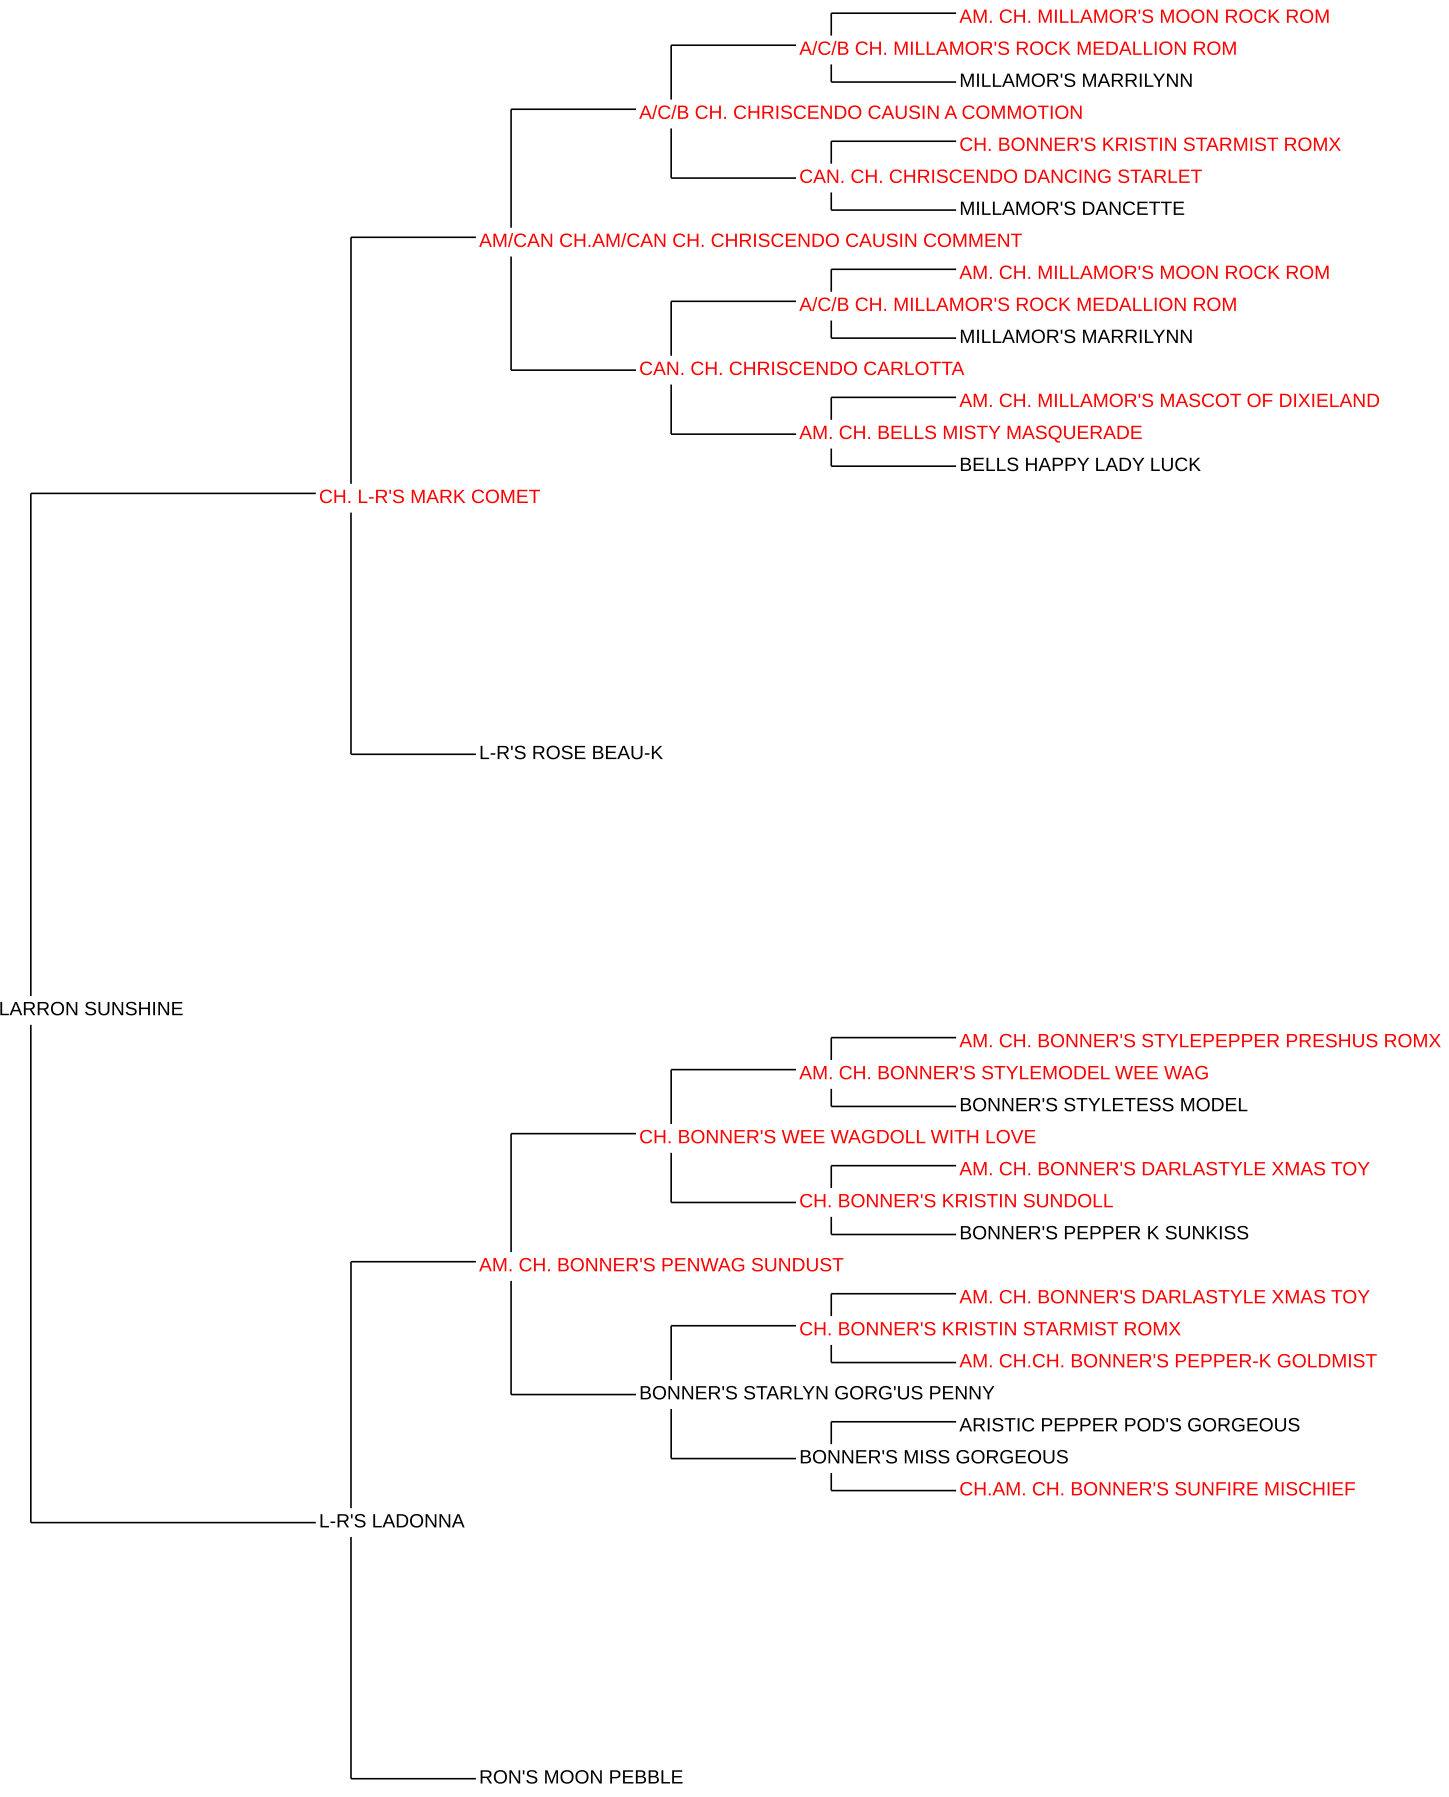 AM. CH. MILLAMOR'S MOON ROCK ROM
A/C/B CH. MILLAMOR'S ROCK MEDALLION ROM
MILLAMOR'S MARRILYNN
A/C/B CH. CHRISCENDO CAUSIN A COMMOTION
CH. BONNER'S KRISTIN STARMIST ROMX
CAN. CH. CHRISCENDO DANCING STARLET
MILLAMOR'S DANCETTE
AM/CAN CH.AM/CAN CH. CHRISCENDO CAUSIN COMMENT
AM. CH. MILLAMOR'S MOON ROCK ROM
A/C/B CH. MILLAMOR'S ROCK MEDALLION ROM
MILLAMOR'S MARRILYNN
CAN. CH. CHRISCENDO CARLOTTA
AM. CH. MILLAMOR'S MASCOT OF DIXIELAND
AM. CH. BELLS MISTY MASQUERADE
BELLS HAPPY LADY LUCK
CH. L-R'S MARK COMET
L-R'S ROSE BEAU-K
LARRON SUNSHINE
AM. CH. BONNER'S STYLEPEPPER PRESHUS ROMX
AM. CH. BONNER'S STYLEMODEL WEE WAG
BONNER'S STYLETESS MODEL
CH. BONNER'S WEE WAGDOLL WITH LOVE
AM. CH. BONNER'S DARLASTYLE XMAS TOY
CH. BONNER'S KRISTIN SUNDOLL
BONNER'S PEPPER K SUNKISS
AM. CH. BONNER'S PENWAG SUNDUST
AM. CH. BONNER'S DARLASTYLE XMAS TOY
CH. BONNER'S KRISTIN STARMIST ROMX
AM. CH.CH. BONNER'S PEPPER-K GOLDMIST
BONNER'S STARLYN GORG'US PENNY
ARISTIC PEPPER POD'S GORGEOUS
BONNER'S MISS GORGEOUS
CH.AM. CH. BONNER'S SUNFIRE MISCHIEF
L-R'S LADONNA
RON'S MOON PEBBLE